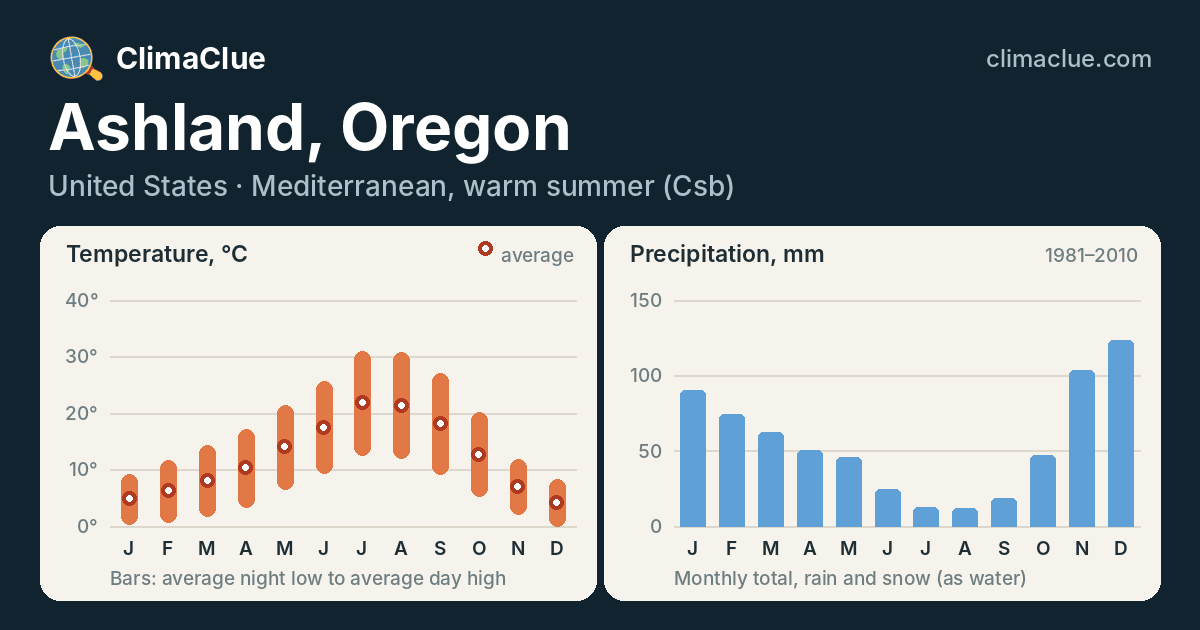 ClimaClue
climaclue.com
Ashland, Oregon
United States · Mediterranean, warm summer (Csb)
Temperature, °C
average
40°
30°
20°
10°
0°
J F M A M J J A S O N D
Bars: average night low to average day high
Precipitation, mm
1981–2010
150
100
50
0
J F M A M J J A S O N D
Monthly total, rain and snow (as water)